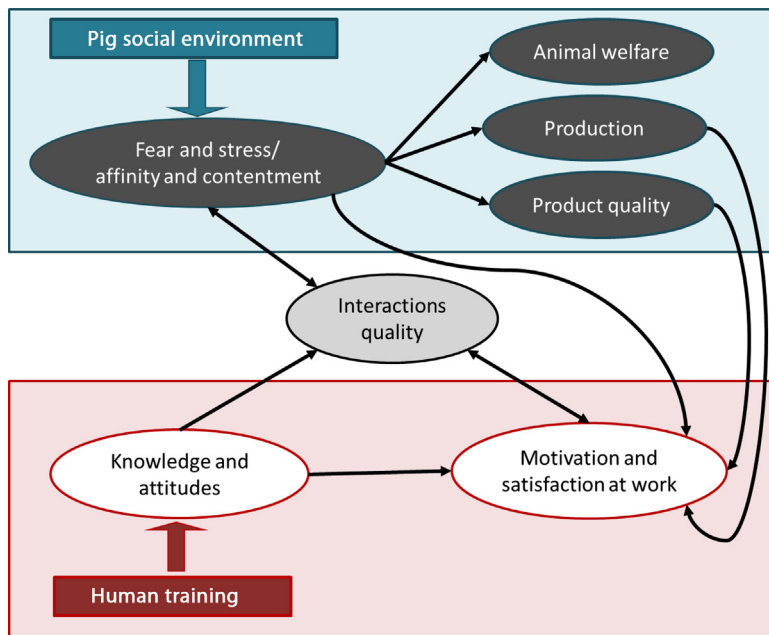 Pig social environment
Animal welfare
Production
Fear and stress/
affinity and contentment
Product quality
Interactions
quality
Knowledge and
attitudes
Motivation and
satisfaction at work
Human training